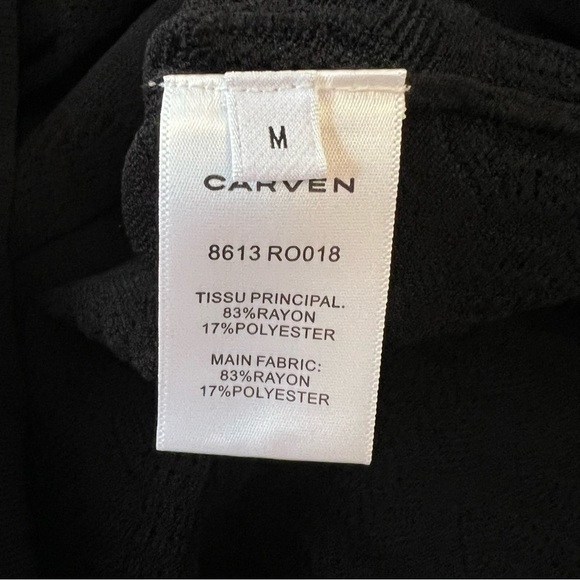 M
CARVEN
8613 RO018
TISSU PRINCIPAL.
83%RAYON
17%POLYESTER
MAIN FABRIC:
83%RAYON
17%POLYESTER